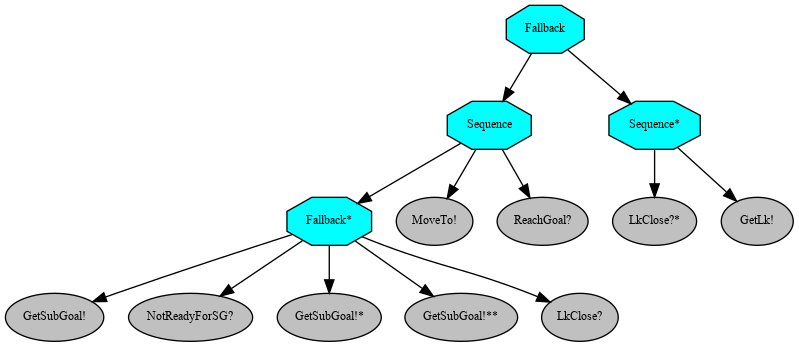 Fallback
Sequence
Sequence*
Fallback*
MoveTo!
ReachGoal?
LkClose?*
GetLk!
GetSubGoal!
NotReadyForSG?
GetSubGoal!*
GetSubGoal!**
LkClose?